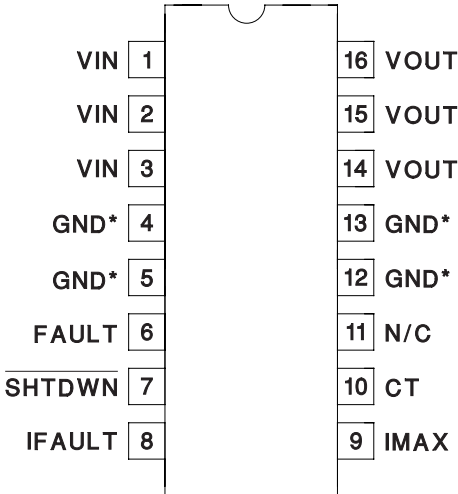 VIN 1 16 VOUT
VIN 2 15 VOUT
VIN 3 14 VOUT
GND* 4 13 GND*
GND* 5 12 GND*
FAULT 6 11 N/C
SHTDWN 7 10 CT
IFAULT 8 9 IMAX